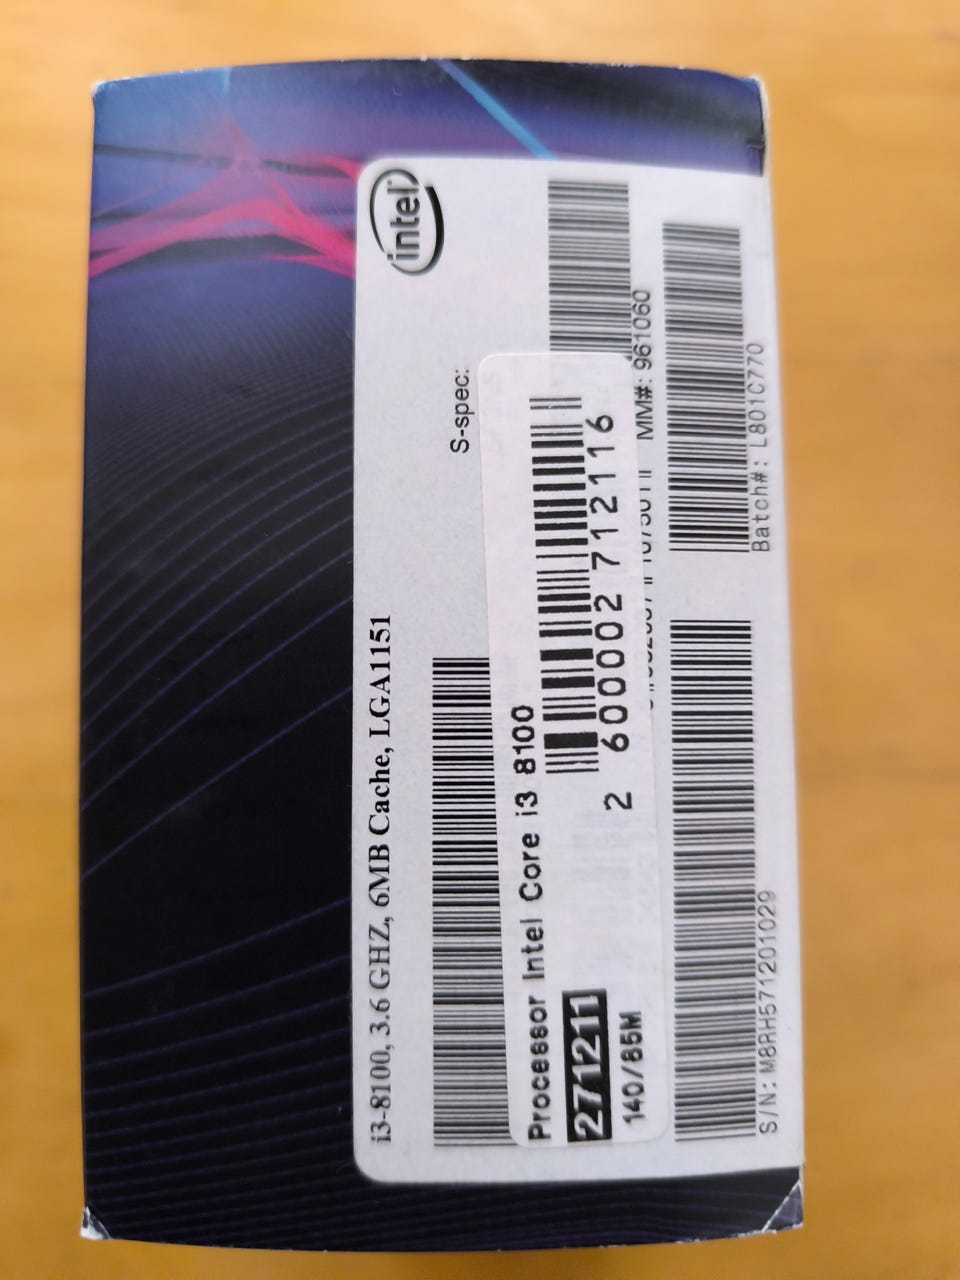 intel
i3-8100, 3.6 GHZ, 6MB Cache, LGA1151
S-spec:
Processor Intel Core i3 8100
271211
140/85M
2 600002 712116
MM#: 961060
S/N: M8RH571201029
Batch#: L801C770